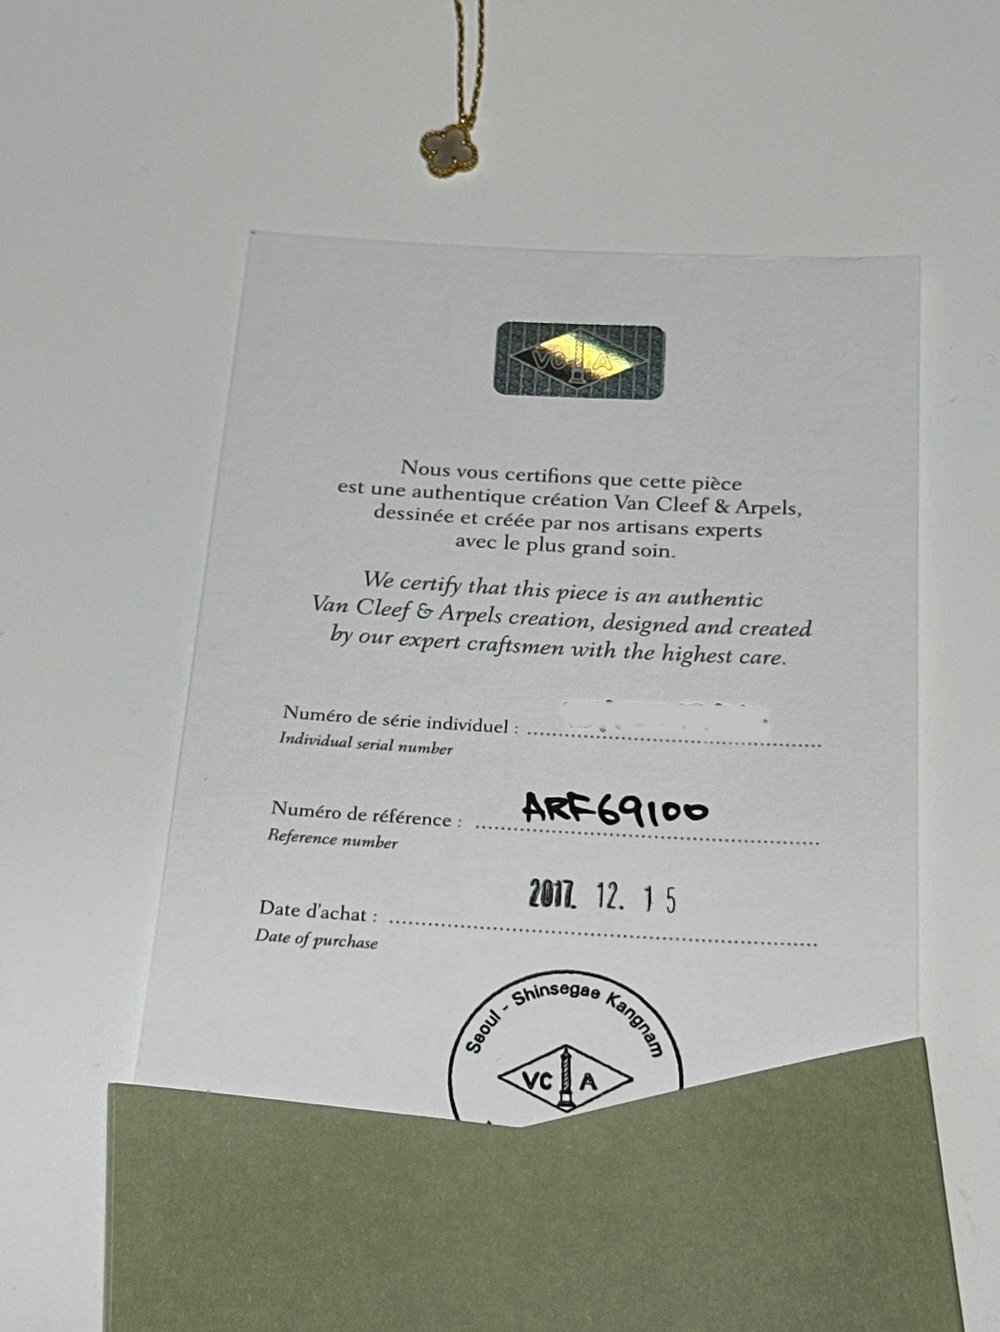 VC A
Nous vous certifions que cette pièce
est une authentique création Van Cleef & Arpels,
dessinée et créée par nos artisans experts
avec le plus grand soin.
We certify that this piece is an authentic
Van Cleef & Arpels creation, designed and created
by our expert craftsmen with the highest care.
Numéro de série individuel :
Individual serial number
Numéro de référence : ARF69100
Reference number
2017. 12. 15
Date d'achat :
Date of purchase
Seoul - Shinsegae Kangnam
VC A